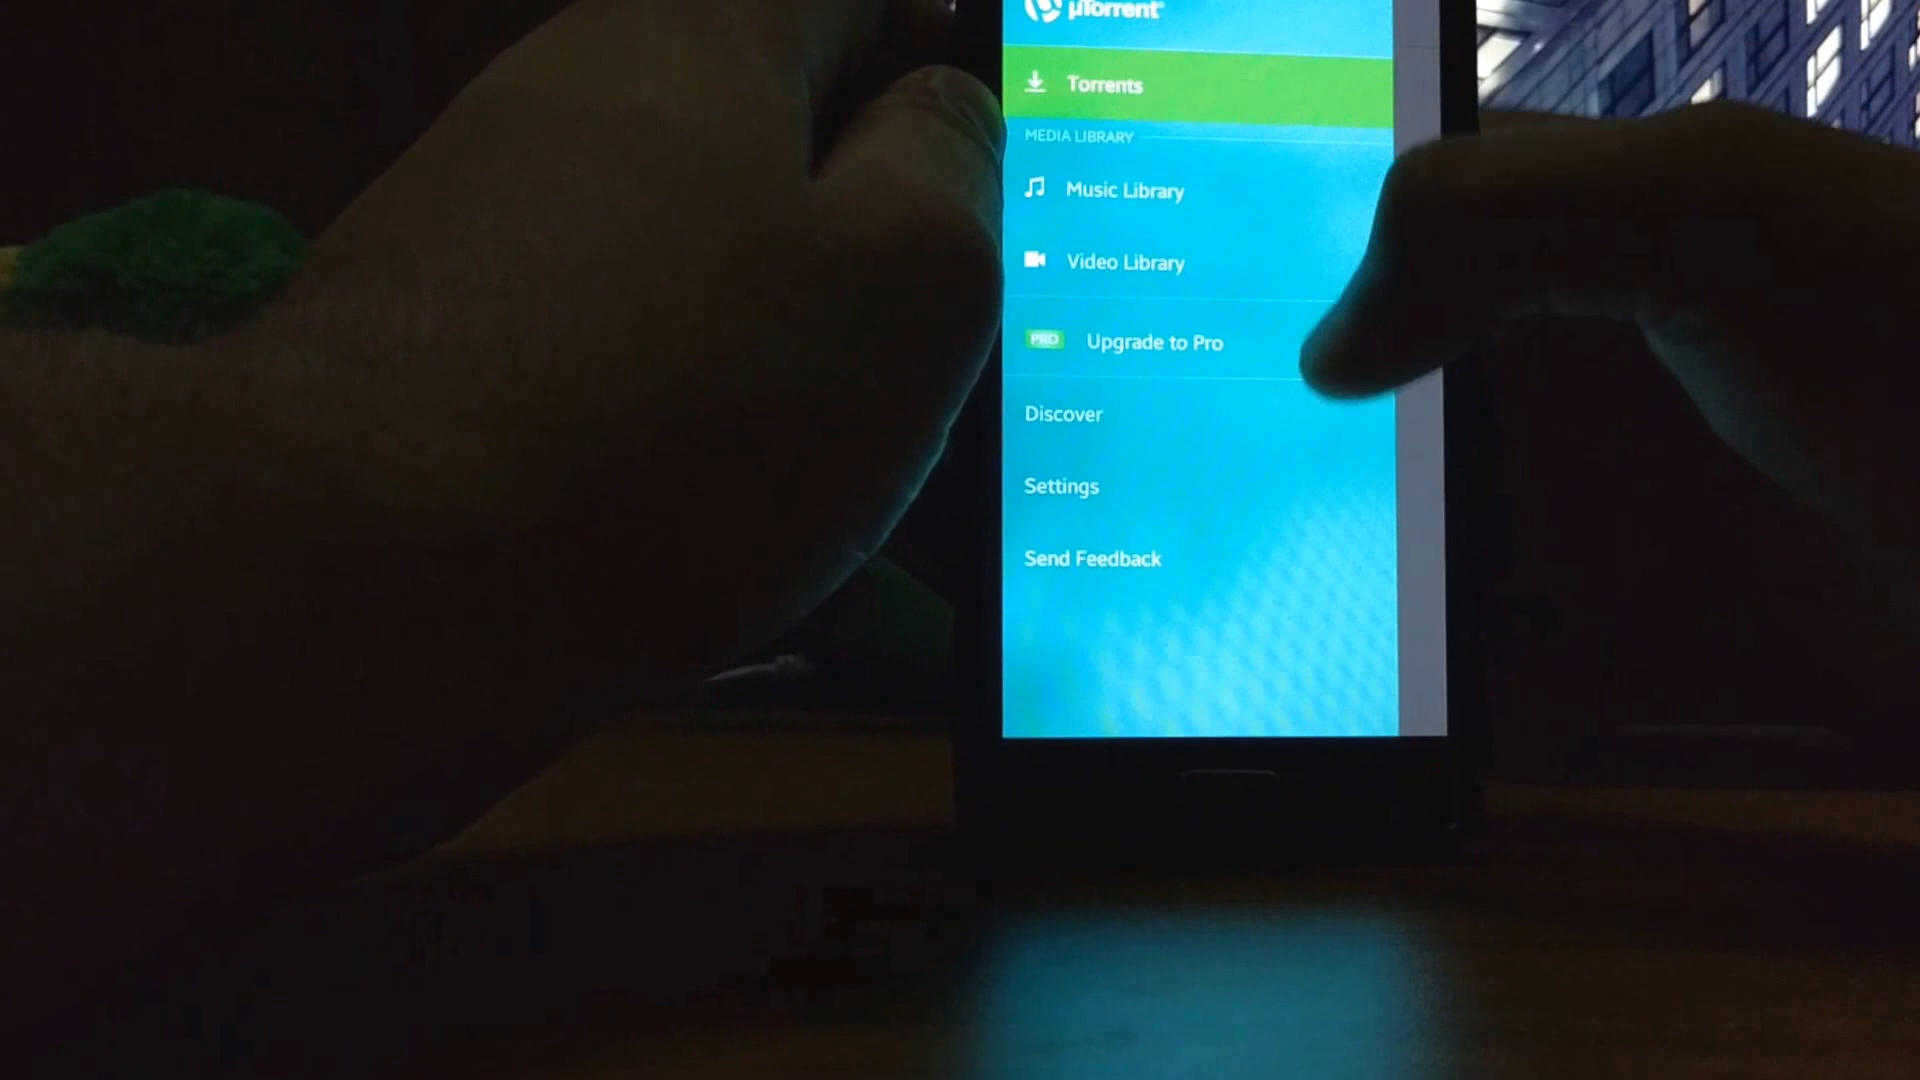 µTorrent
Torrents
MEDIA LIBRARY
Music Library
Video Library
PRO Upgrade to Pro
Discover
Settings
Send Feedback